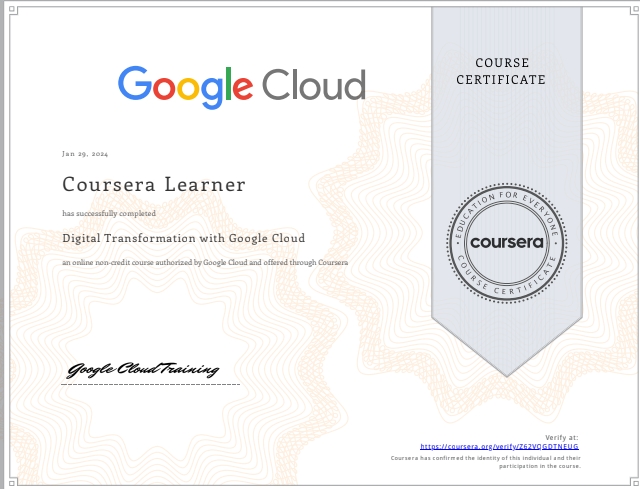 Google Cloud
COURSE
CERTIFICATE
Jan 29, 2024
Coursera Learner
has successfully completed
Digital Transformation with Google Cloud
an online non-credit course authorized by Google Cloud and offered through Coursera
EDUCATION FOR EVERYONE
coursera
COURSE CERTIFICATE
Google Cloud Training
Verify at:
https://coursera.org/verify/Z62VQGDTNEUG
Coursera has confirmed the identity of this individual and their
participation in the course.